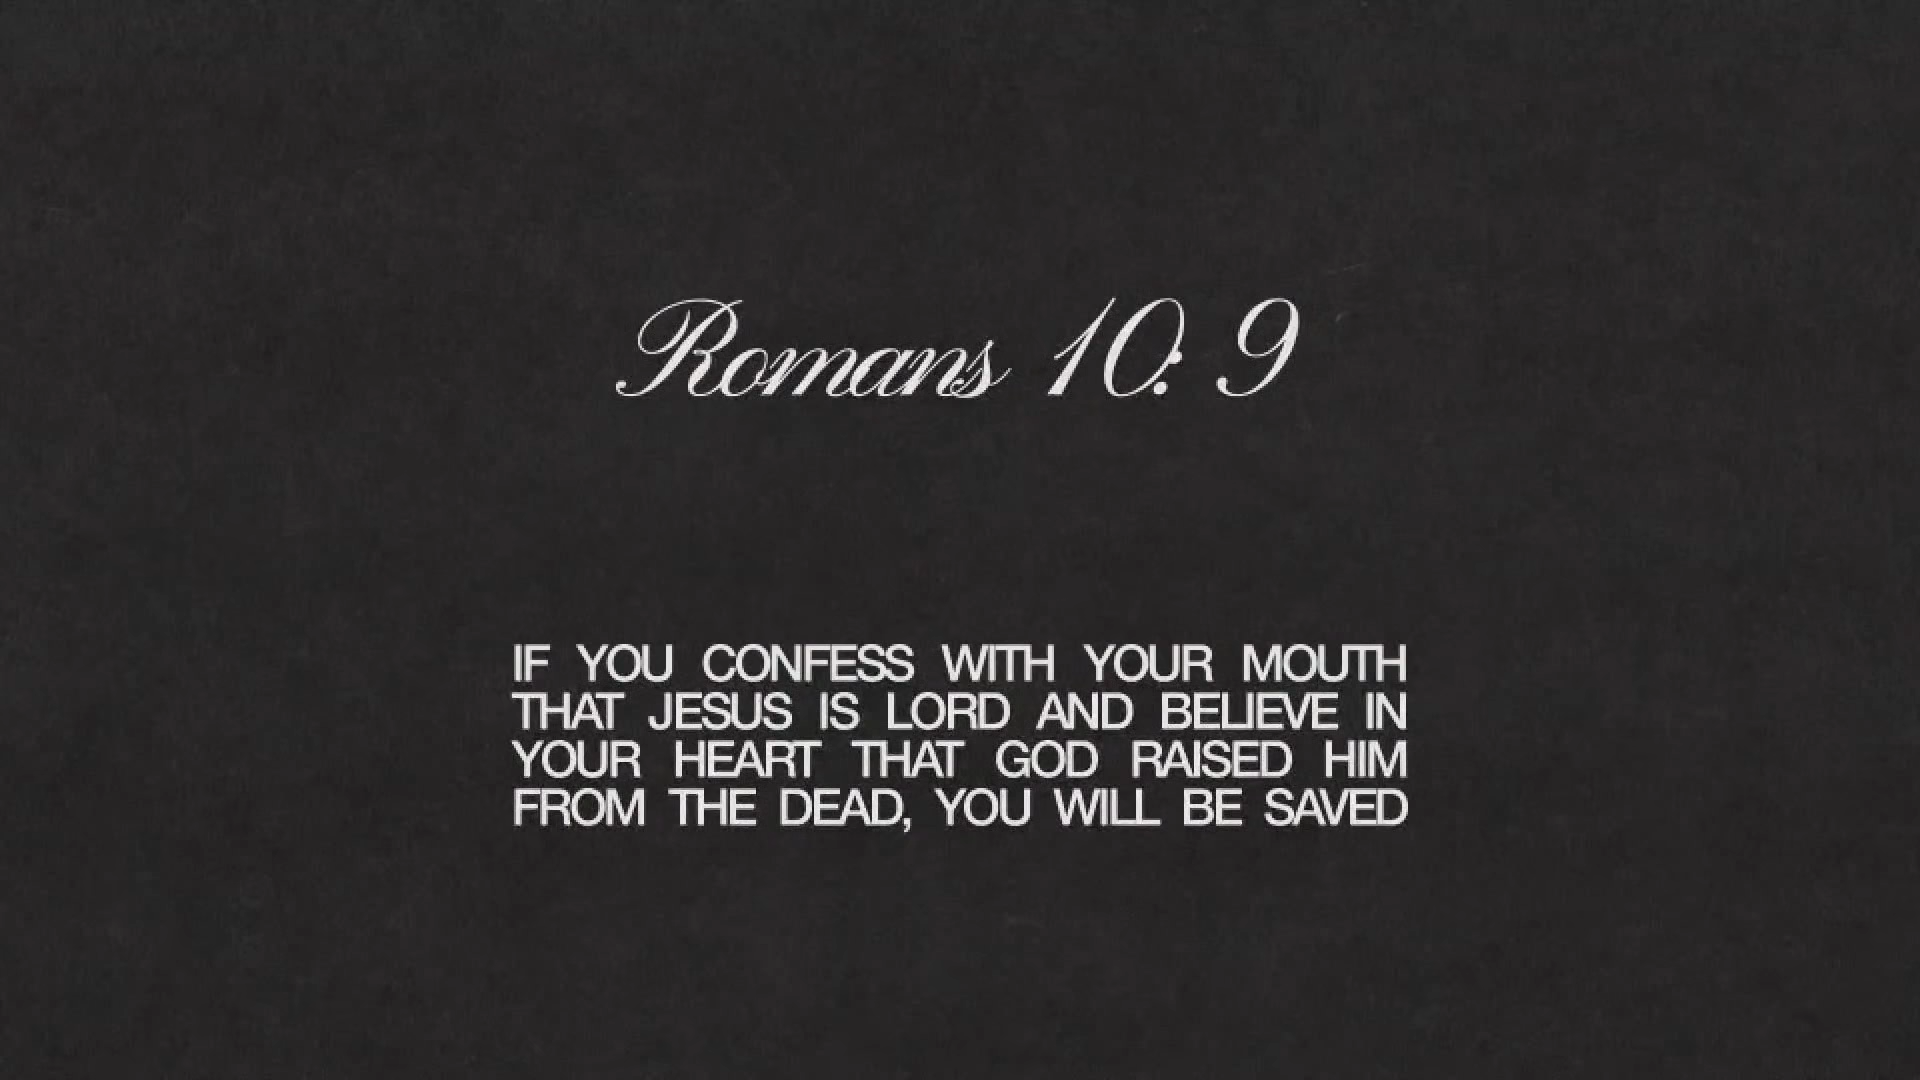 Romans 10: 9
IF YOU CONFESS WITH YOUR MOUTH
THAT JESUS IS LORD AND BELIEVE IN
YOUR HEART THAT GOD RAISED HIM
FROM THE DEAD, YOU WILL BE SAVED